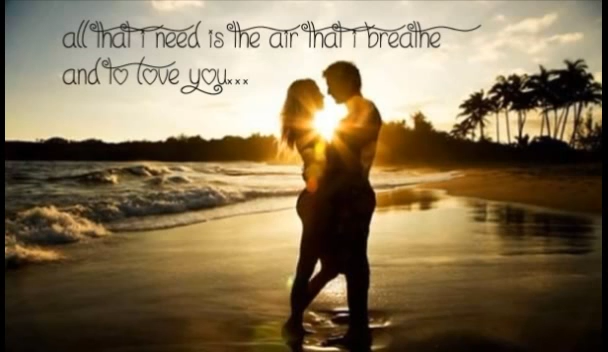 all that i need is the air that i breathe
and to love you...